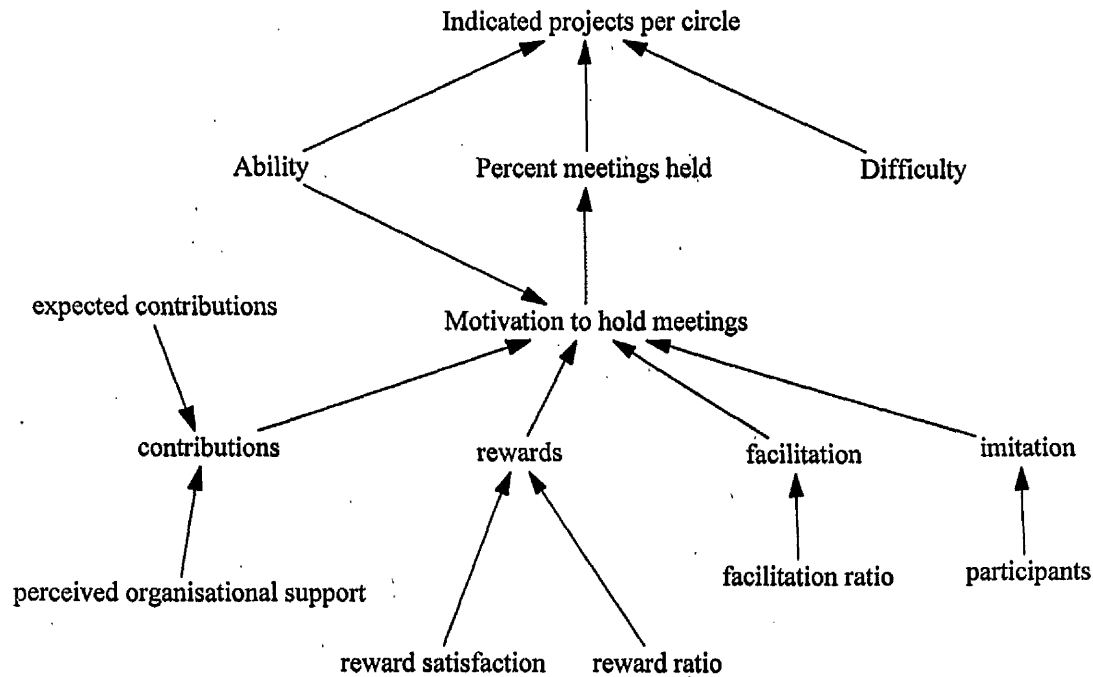 Indicated projects per circle
Ability
Percent meetings held
Difficulty
expected contributions
Motivation to hold meetings
contributions
rewards
facilitation
imitation
perceived organisational support
facilitation ratio
participants
reward satisfaction
reward ratio